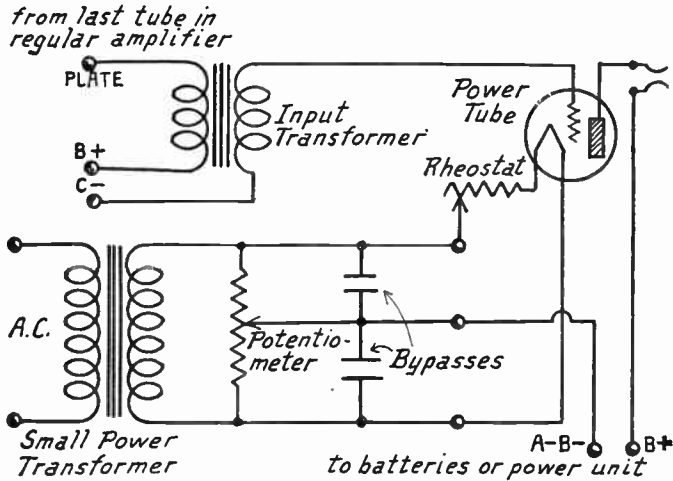 from last tube in
regular amplifier
PLATE
B+
C-
Input
Transformer
Power
Tube
Rheostat
A.C.
Potentio-
meter
Bypasses
Small Power
Transformer
A-B-
B+
to batteries or power unit